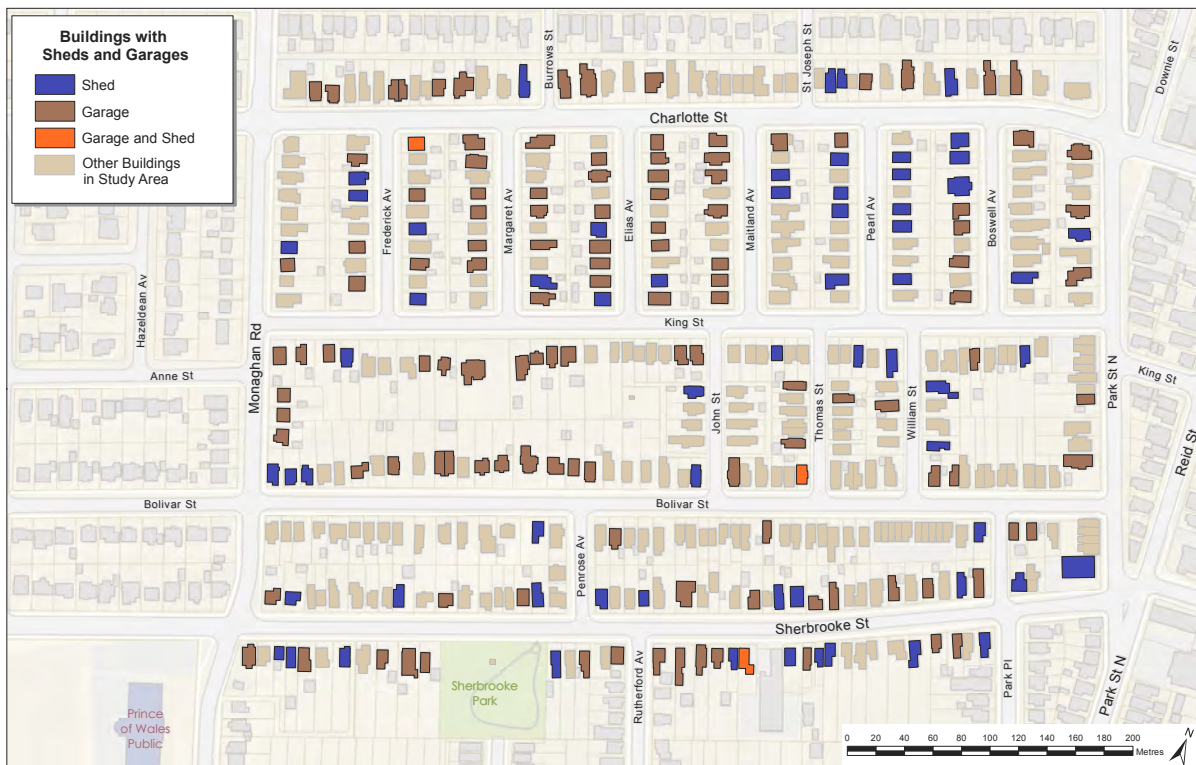 Buildings with
Sheds and Garages
Shed
Garage
Garage and Shed
Other Buildings
in Study Area
Burrows St
St Joseph St
Downie St
Charlotte St
Frederick Av
Margaret Av
Elias Av
Maitland Av
Pearl Av
Boswell Av
Hazeldean Av
Monaghan Rd
King St
Anne St
John St
Thomas St
William St
Park St N
King St
Reid St
Bolivar St
Bolivar St
Penrose Av
Sherbrooke St
Rutherford Av
Park Pl
Park St N
Sherbrooke
Park
Prince
of Wales
Public
0 20 40 60 80 100 120 140 160 180 200
Metres
N